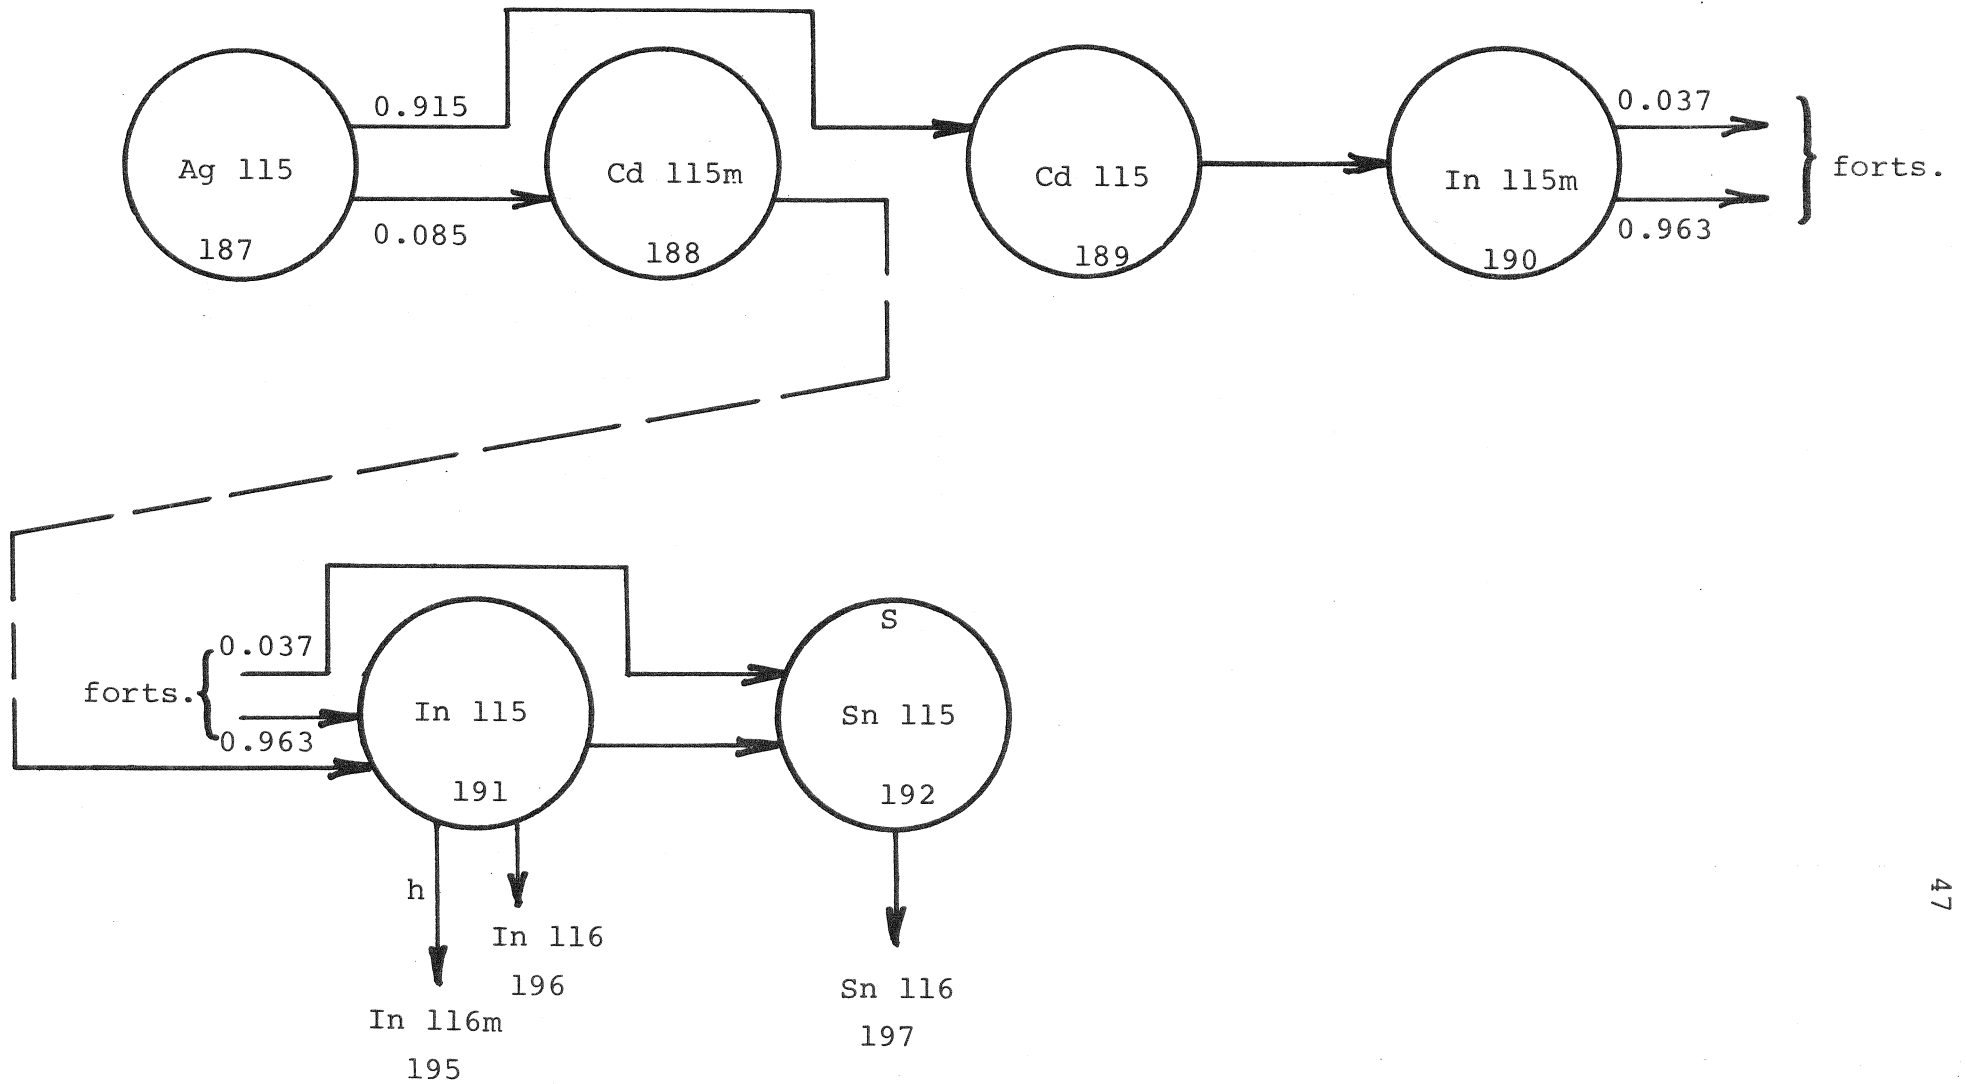 0.915
0.085
Ag 115
187
Cd 115m
188
Cd 115
189
In 115m
190
0.037
0.963
forts.
forts.
0.037
0.963
In 115
191
S
Sn 115
192
h
In 116
196
In 116m
195
Sn 116
197
47